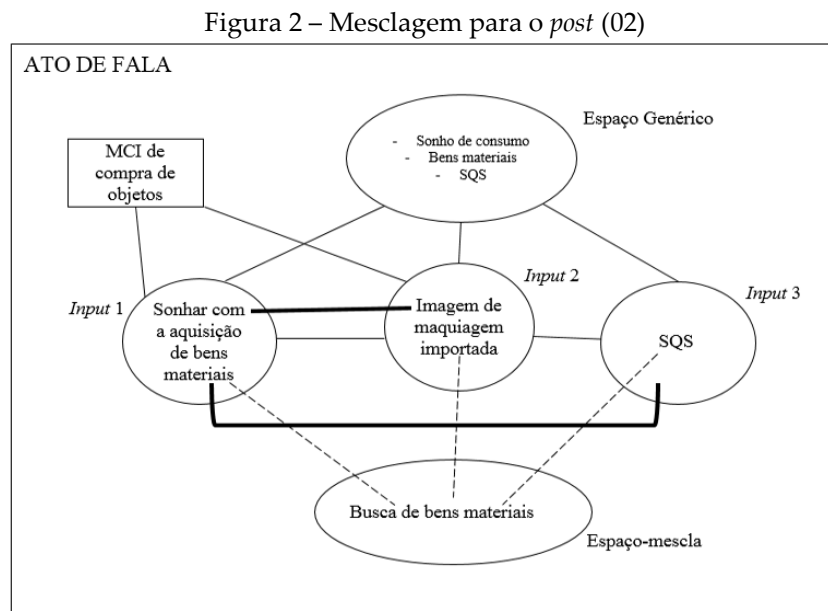 Figura 2 – Mesclagem para o post (02)
ATO DE FALA
Espaço Genérico
- Sonho de consumo
- Bens materiais
- SQS
MCI de
compra de
objetos
Input 1
Sonhar com
a aquisição
de bens
materiais
Input 2
Imagem de
maquiagem
importada
Input 3
SQS
Busca de bens materiais
Espaço-mescla